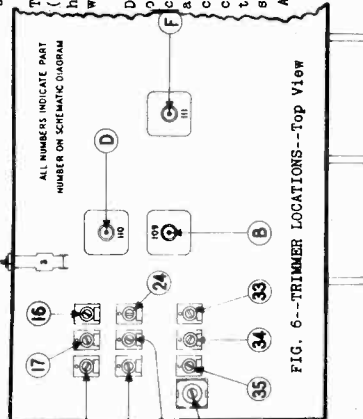 ALL NUMBERS INDICATE PART
NUMBER ON SCHEMATIC DIAGRAM
F
111
D
110
109
B
3
16
17
24
33
34
35
FIG. 6--TRIMMER LOCATIONS--Top View